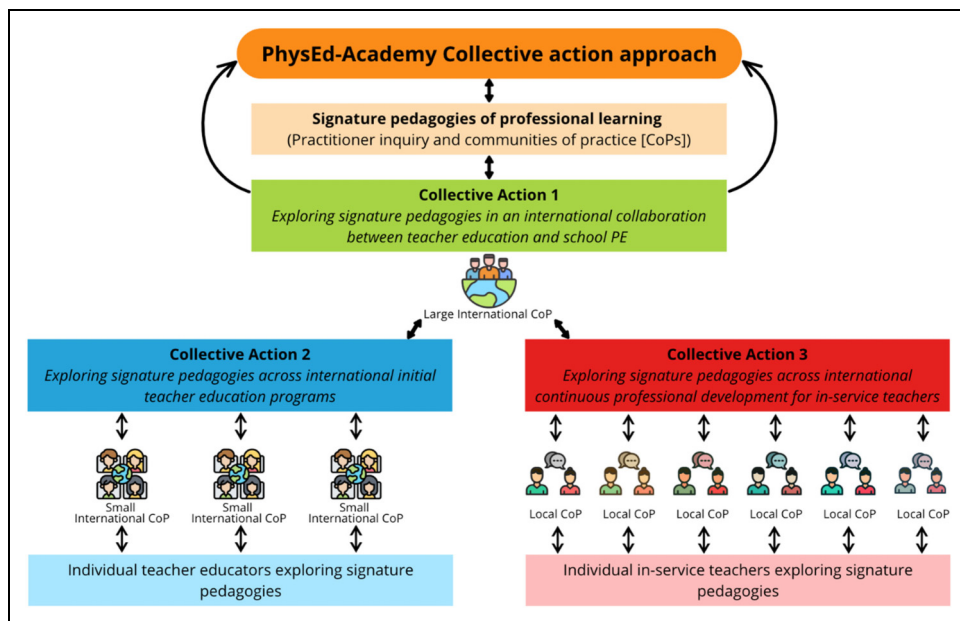 PhysEd-Academy Collective action approach
Signature pedagogies of professional learning
(Practitioner inquiry and communities of practice [CoPs])
Collective Action 1
Exploring signature pedagogies in an international collaboration
between teacher education and school PE
Large International CoP
Collective Action 2
Exploring signature pedagogies across international initial
teacher education programs
Small
International CoP
Small
International CoP
Small
International CoP
Individual teacher educators exploring signature
pedagogies
Collective Action 3
Exploring signature pedagogies across international
continuous professional development for in-service teachers
Local CoP
Local CoP
Local CoP
Local CoP
Local CoP
Local CoP
Individual in-service teachers exploring signature
pedagogies